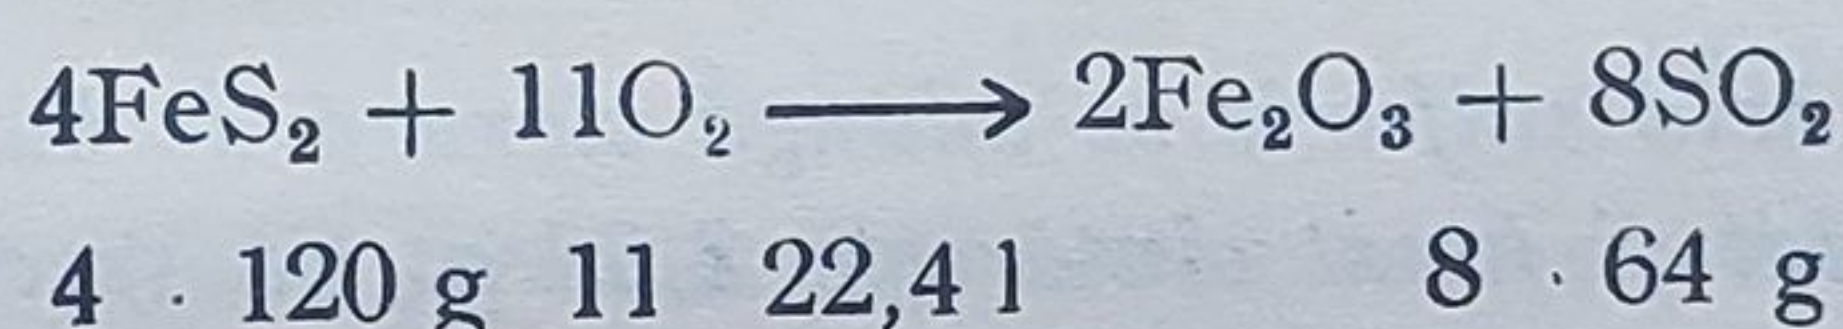 4FeS₂ + 11O₂ ⟶ 2Fe₂O₃ + 8SO₂
4 · 120 g 11 22,4 l 8 · 64 g